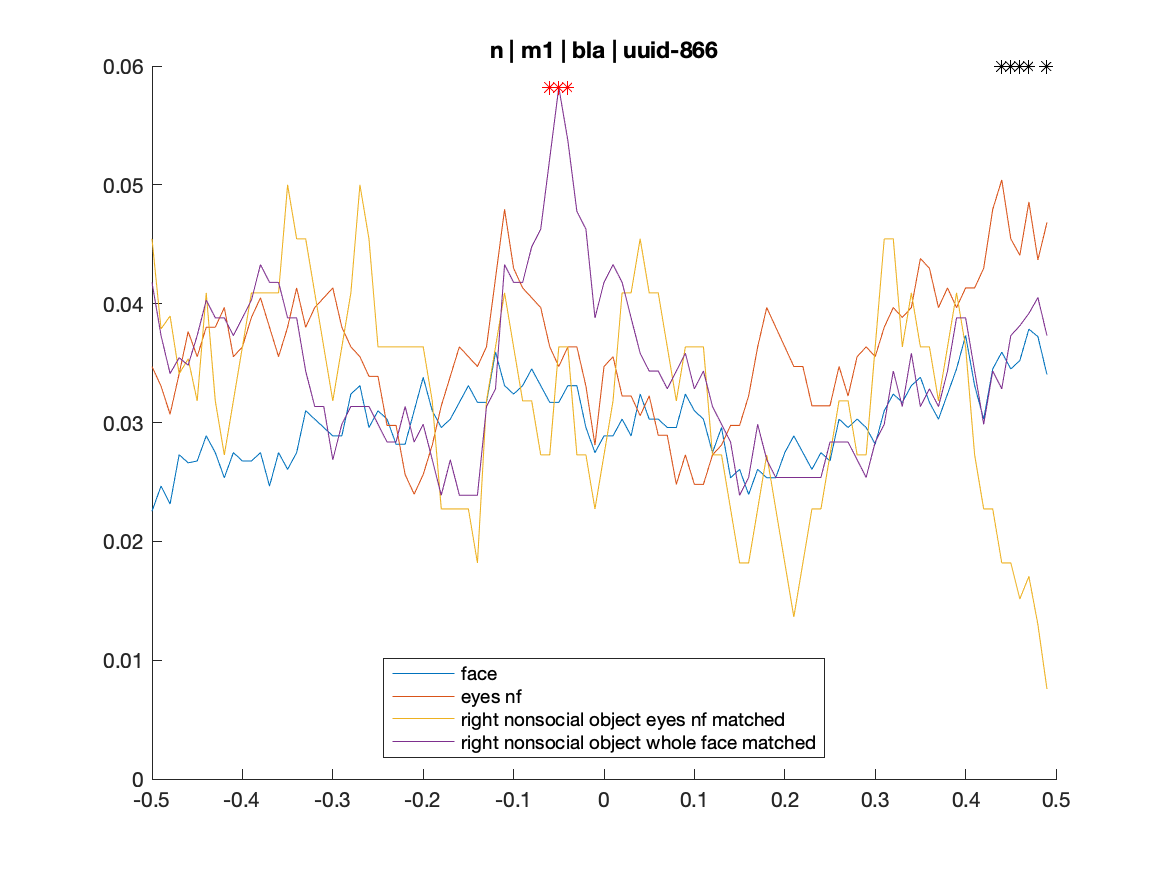 n | m1 | bla | uuid-866
0.06
0.05
0.04
0.03
0.02
0.01
0
-0.5 -0.4 -0.3 -0.2 -0.1 0 0.1 0.2 0.3 0.4 0.5
face
eyes nf
right nonsocial object eyes nf matched
right nonsocial object whole face matched